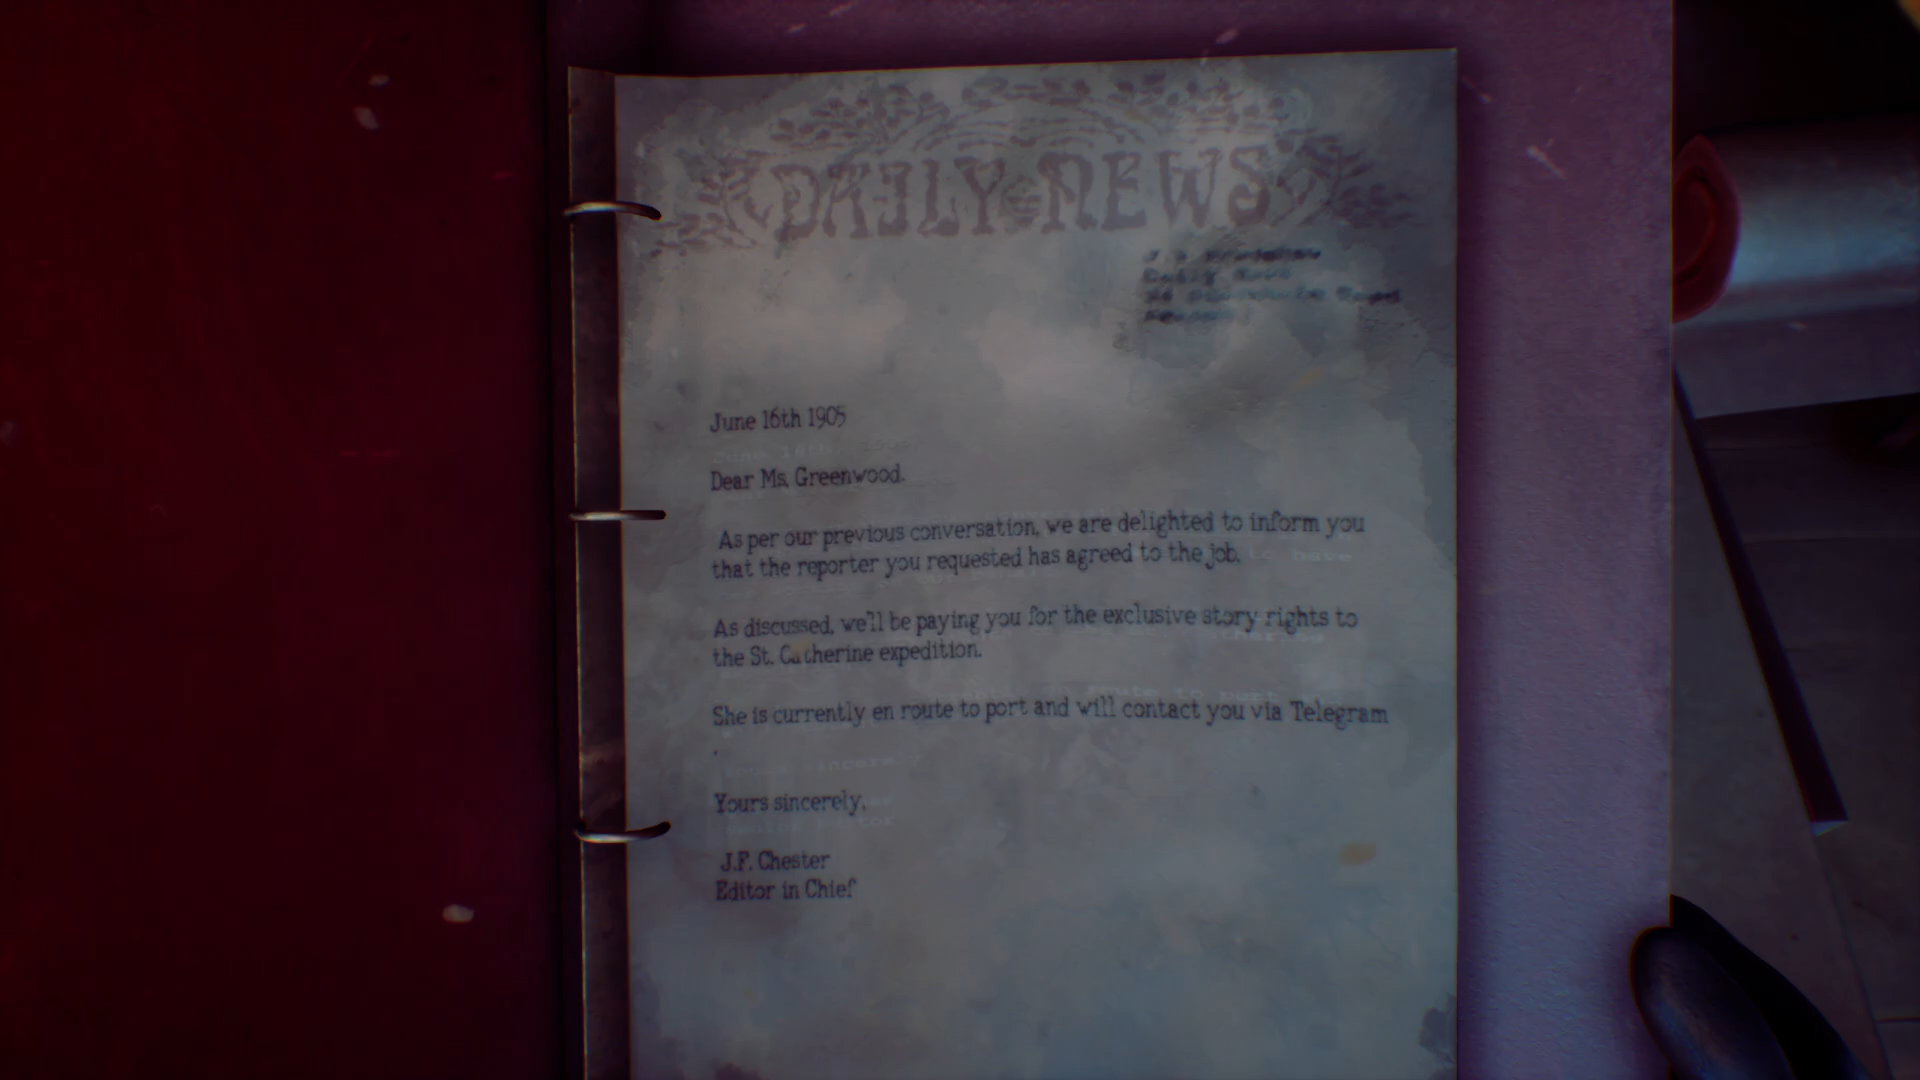 DAILY NEWS
Daily News
June 16th 1905
Dear Ms. Greenwood.
As per our previous conversation, we are delighted to inform you
that the reporter you requested has agreed to the job.
As discussed, we'll be paying you for the exclusive story rights to
the St. Catherine expedition.
She is currently en route to port and will contact you via Telegram
.
Yours sincerely,
J.F. Chester
Editor in Chief